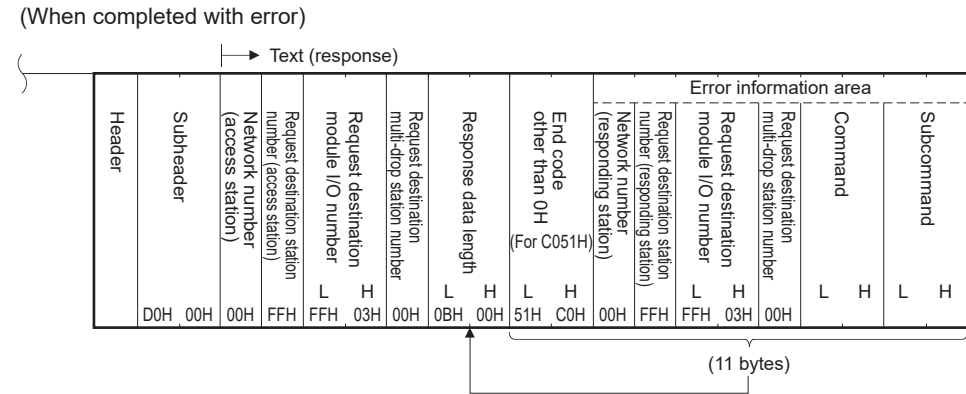 (When completed with error)
Text (response)
Error information area
Header
Subheader
Network number
(access station)
Request destination station
number (access station)
Request destination
module I/O number
Request destination
multi-drop station number
Response data length
End code
other than 0H
(For C051H)
Network number
(responding station)
Request destination station
number (responding station)
Request destination
module I/O number
Request destination
multi-drop station number
Command
Subcommand
L H L H L H L H L H L H
D0H 00H 00H FFH FFH 03H 00H 0BH 00H 51H C0H 00H FFH FFH 03H 00H
(11 bytes)